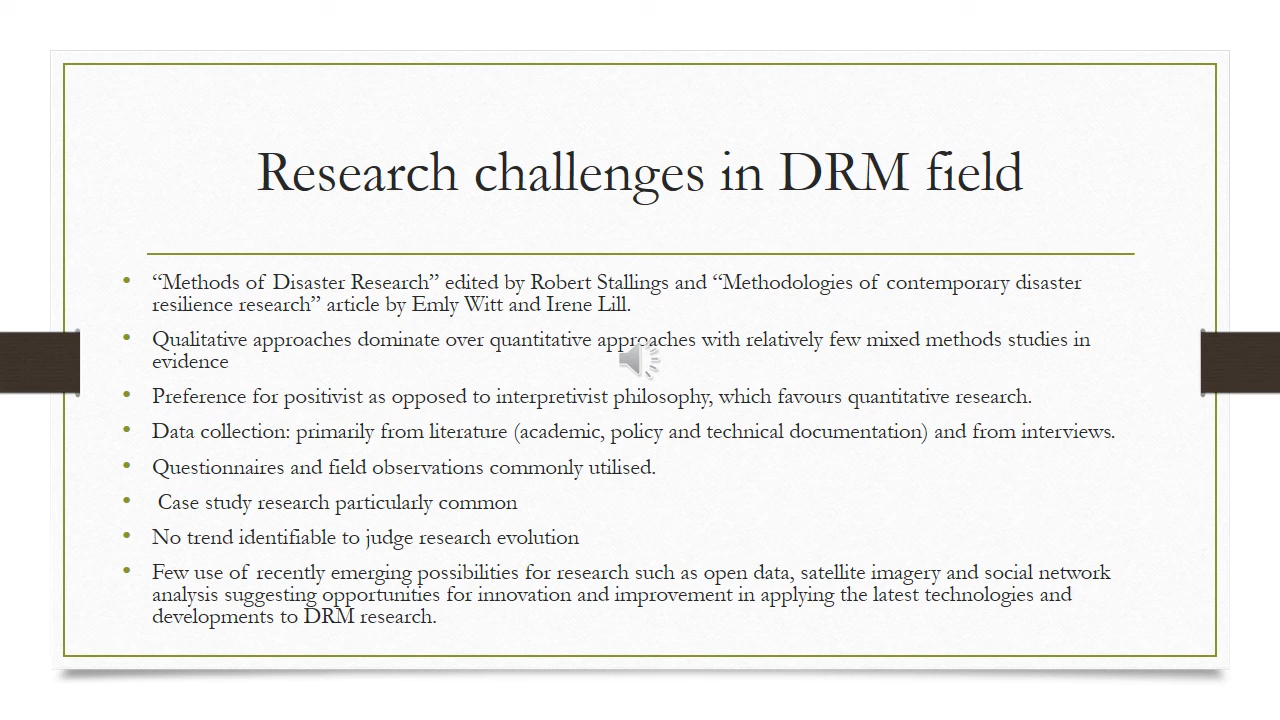 Research challenges in DRM field
• “Methods of Disaster Research” edited by Robert Stallings and “Methodologies of contemporary disaster
resilience research” article by Emly Witt and Irene Lill.
• Qualitative approaches dominate over quantitative approaches with relatively few mixed methods studies in
evidence
• Preference for positivist as opposed to interpretivist philosophy, which favours quantitative research.
• Data collection: primarily from literature (academic, policy and technical documentation) and from interviews.
• Questionnaires and field observations commonly utilised.
• Case study research particularly common
• No trend identifiable to judge research evolution
• Few use of recently emerging possibilities for research such as open data, satellite imagery and social network
analysis suggesting opportunities for innovation and improvement in applying the latest technologies and
developments to DRM research.